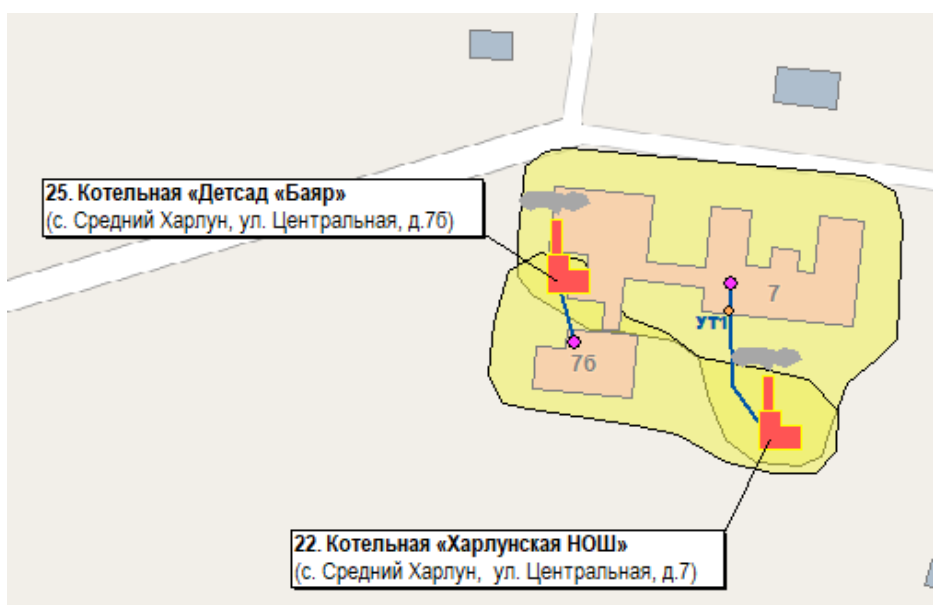 25. Котельная «Детсад «Баяр»
(с. Средний Харлун, ул. Центральная, д.7б)
7
УТ1
7б
22. Котельная «Харлунская НОШ»
(с. Средний Харлун, ул. Центральная, д.7)